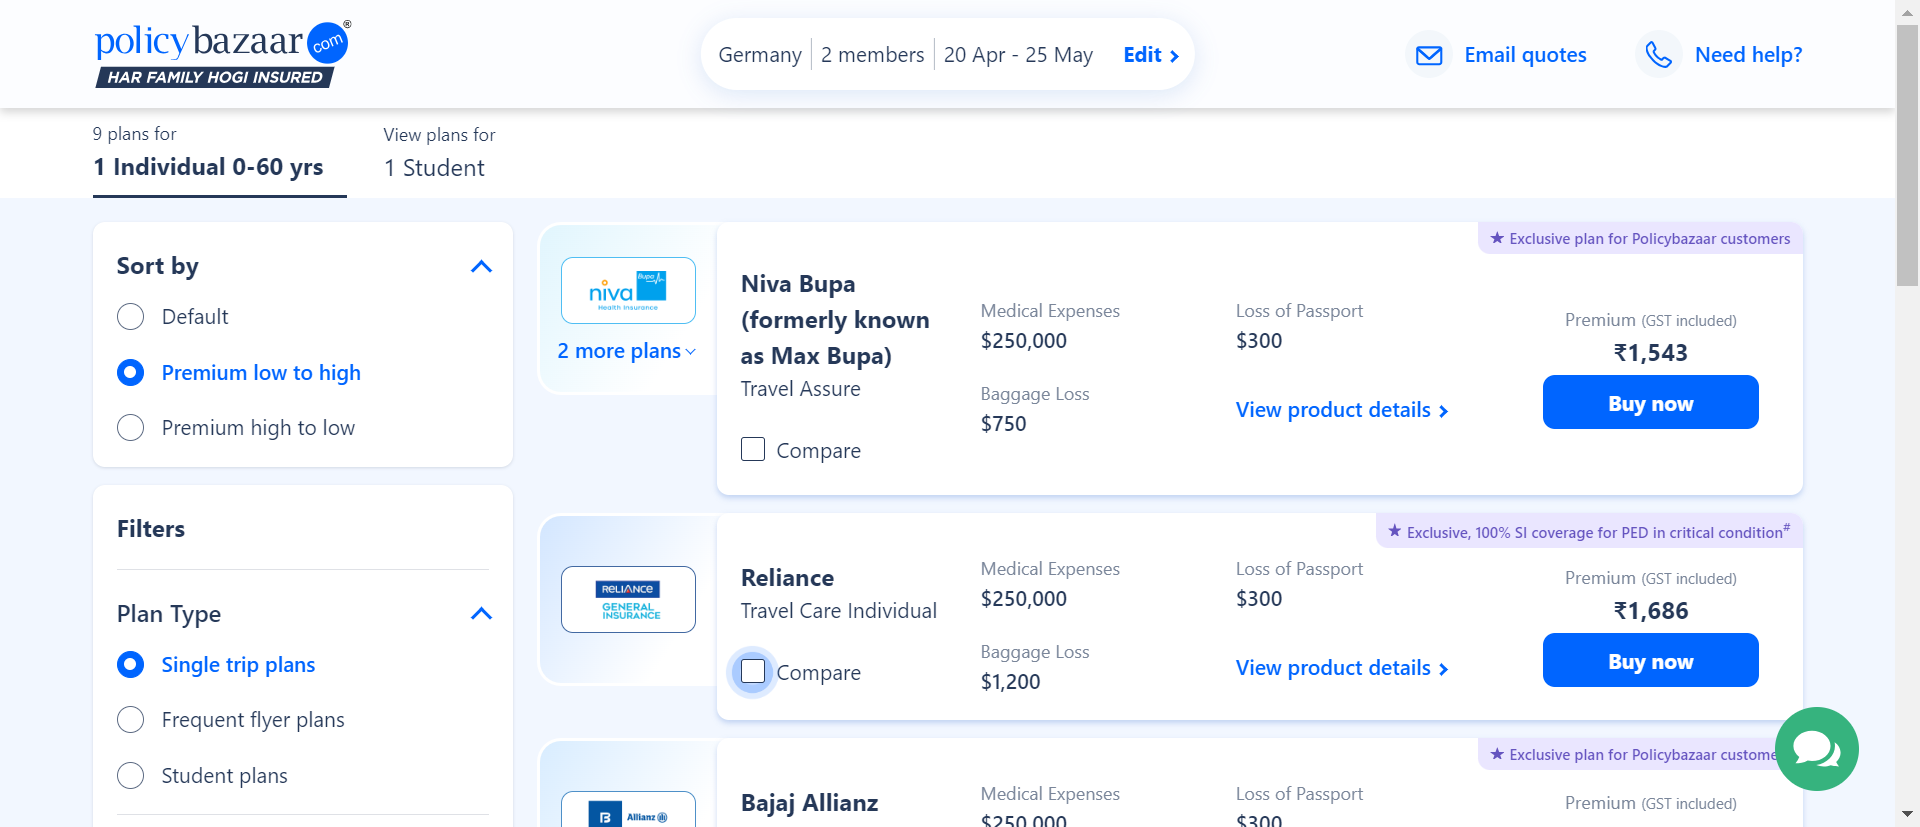 policybazaar.com®
HAR FAMILY HOGI INSURED
Germany
2 members
20 Apr - 25 May
Edit
Email quotes
Need help?
9 plans for
1 Individual 0-60 yrs
View plans for
1 Student
Sort by
Default
Premium low to high
Premium high to low
Filters
Plan Type
Single trip plans
Frequent flyer plans
Student plans
niva Bupa
Health Insurance
2 more plans
★ Exclusive plan for Policybazaar customers
Niva Bupa
(formerly known
as Max Bupa)
Travel Assure
Compare
Medical Expenses
$250,000
Baggage Loss
$750
Loss of Passport
$300
View product details
Premium (GST included)
₹1,543
Buy now
RELIANCE
GENERAL
INSURANCE
★ Exclusive, 100% SI coverage for PED in critical condition#
Reliance
Travel Care Individual
Compare
Medical Expenses
$250,000
Baggage Loss
$1,200
Loss of Passport
$300
View product details
Premium (GST included)
₹1,686
Buy now
B Allianz
★ Exclusive plan for Policybazaar custome
Bajaj Allianz
Medical Expenses
$250,000
Loss of Passport
$300
Premium (GST included)